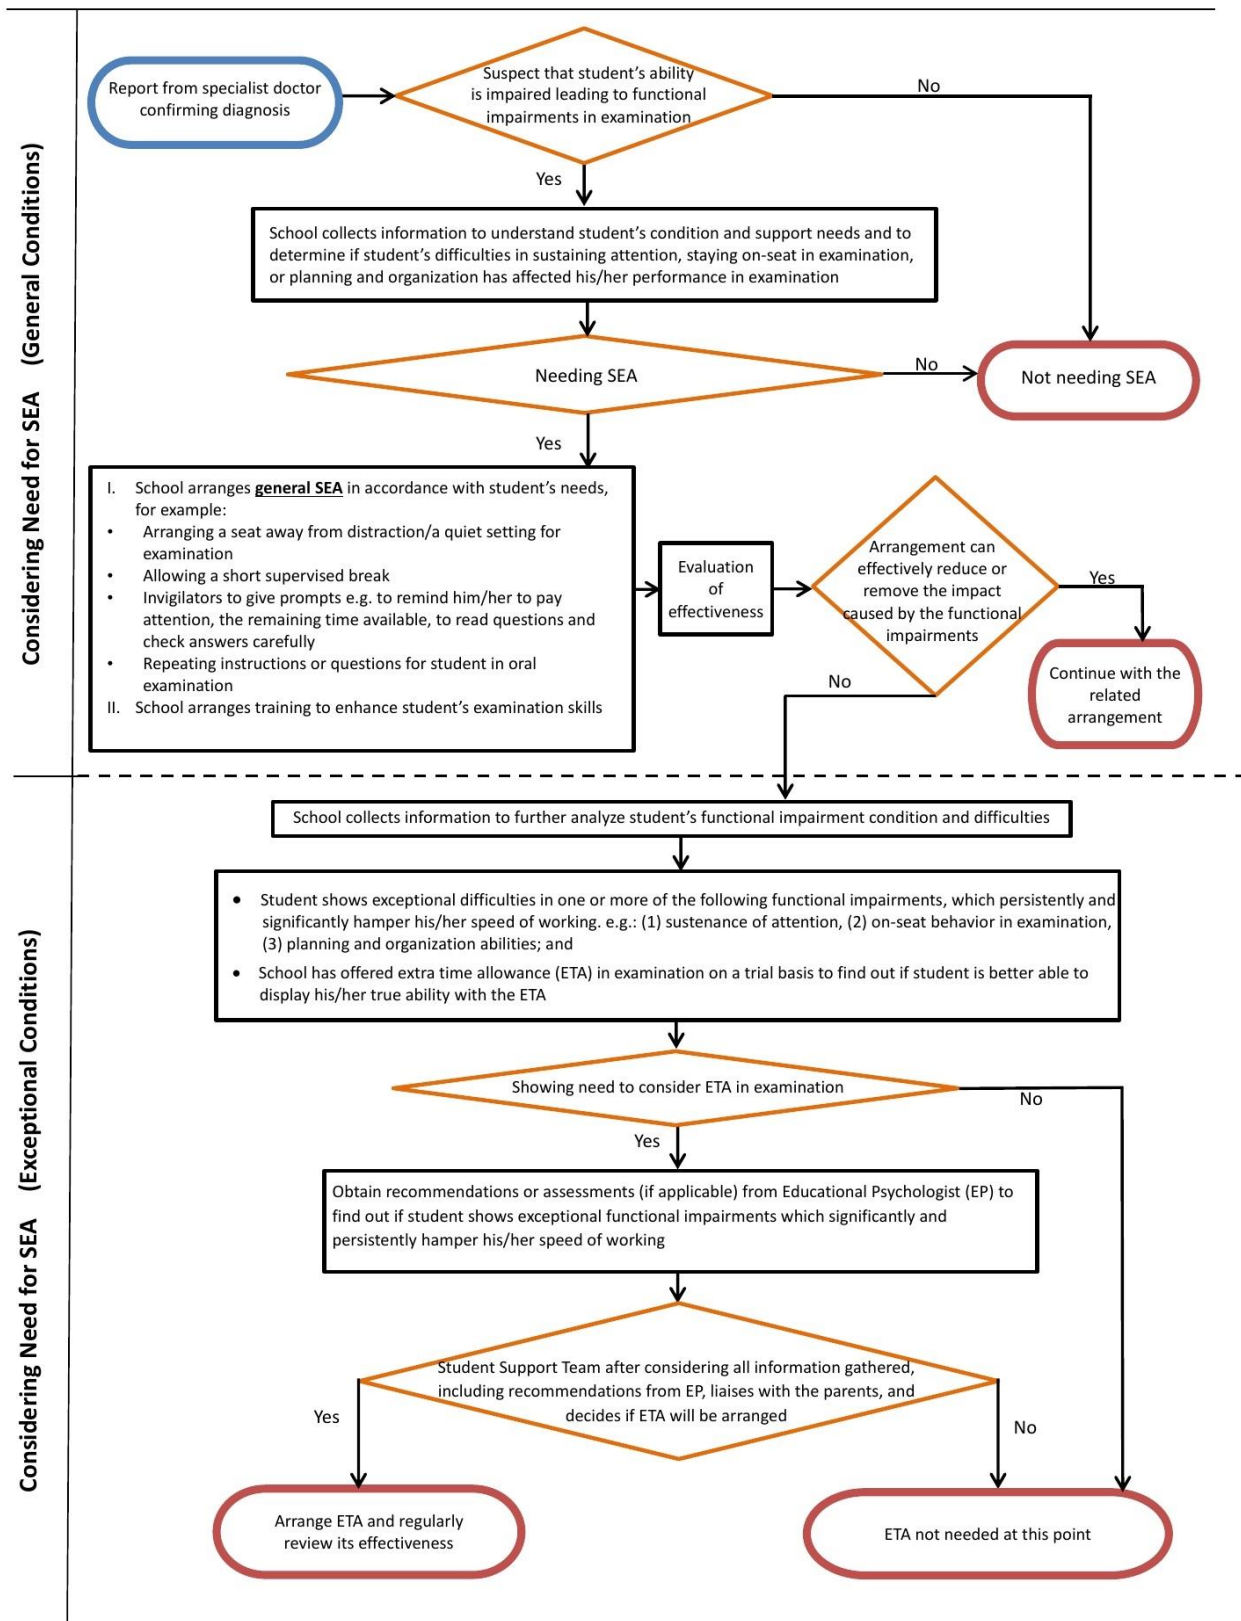 Considering Need for SEA (General Conditions)
Report from specialist doctor
confirming diagnosis
Suspect that student's ability
is impaired leading to functional
impairments in examination
No
Yes
School collects information to understand student's condition and support needs and to
determine if student's difficulties in sustaining attention, staying on-seat in examination,
or planning and organization has affected his/her performance in examination
Needing SEA
No
Not needing SEA
Yes
I. School arranges general SEA in accordance with student's needs,
for example:
• Arranging a seat away from distraction/a quiet setting for
examination
• Allowing a short supervised break
• Invigilators to give prompts e.g. to remind him/her to pay
attention, the remaining time available, to read questions and
check answers carefully
• Repeating instructions or questions for student in oral
examination
II. School arranges training to enhance student's examination skills
Evaluation
of
effectiveness
Arrangement can
effectively reduce or
remove the impact
caused by the functional
impairments
Yes
No
Continue with the
related
arrangement
Considering Need for SEA (Exceptional Conditions)
School collects information to further analyze student's functional impairment condition and difficulties
• Student shows exceptional difficulties in one or more of the following functional impairments, which persistently and
significantly hamper his/her speed of working. e.g.: (1) sustenance of attention, (2) on-seat behavior in examination,
(3) planning and organization abilities; and
• School has offered extra time allowance (ETA) in examination on a trial basis to find out if student is better able to
display his/her true ability with the ETA
Showing need to consider ETA in examination
No
Yes
Obtain recommendations or assessments (if applicable) from Educational Psychologist (EP) to
find out if student shows exceptional functional impairments which significantly and
persistently hamper his/her speed of working
Student Support Team after considering all information gathered,
including recommendations from EP, liaises with the parents, and
decides if ETA will be arranged
Yes
No
Arrange ETA and regularly
review its effectiveness
ETA not needed at this point